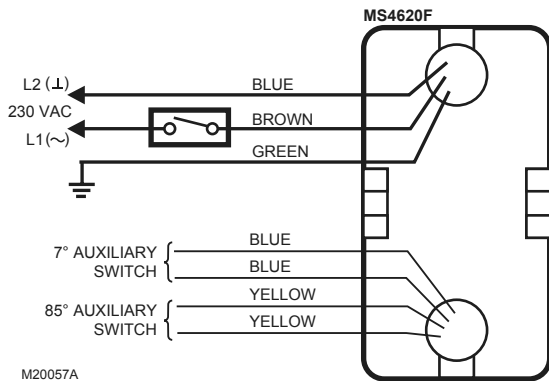 MS4620F
L2 (⊥)
BLUE
230 VAC
BROWN
L1(~)
GREEN
7° AUXILIARY
SWITCH
BLUE
BLUE
85° AUXILIARY
SWITCH
YELLOW
YELLOW
M20057A